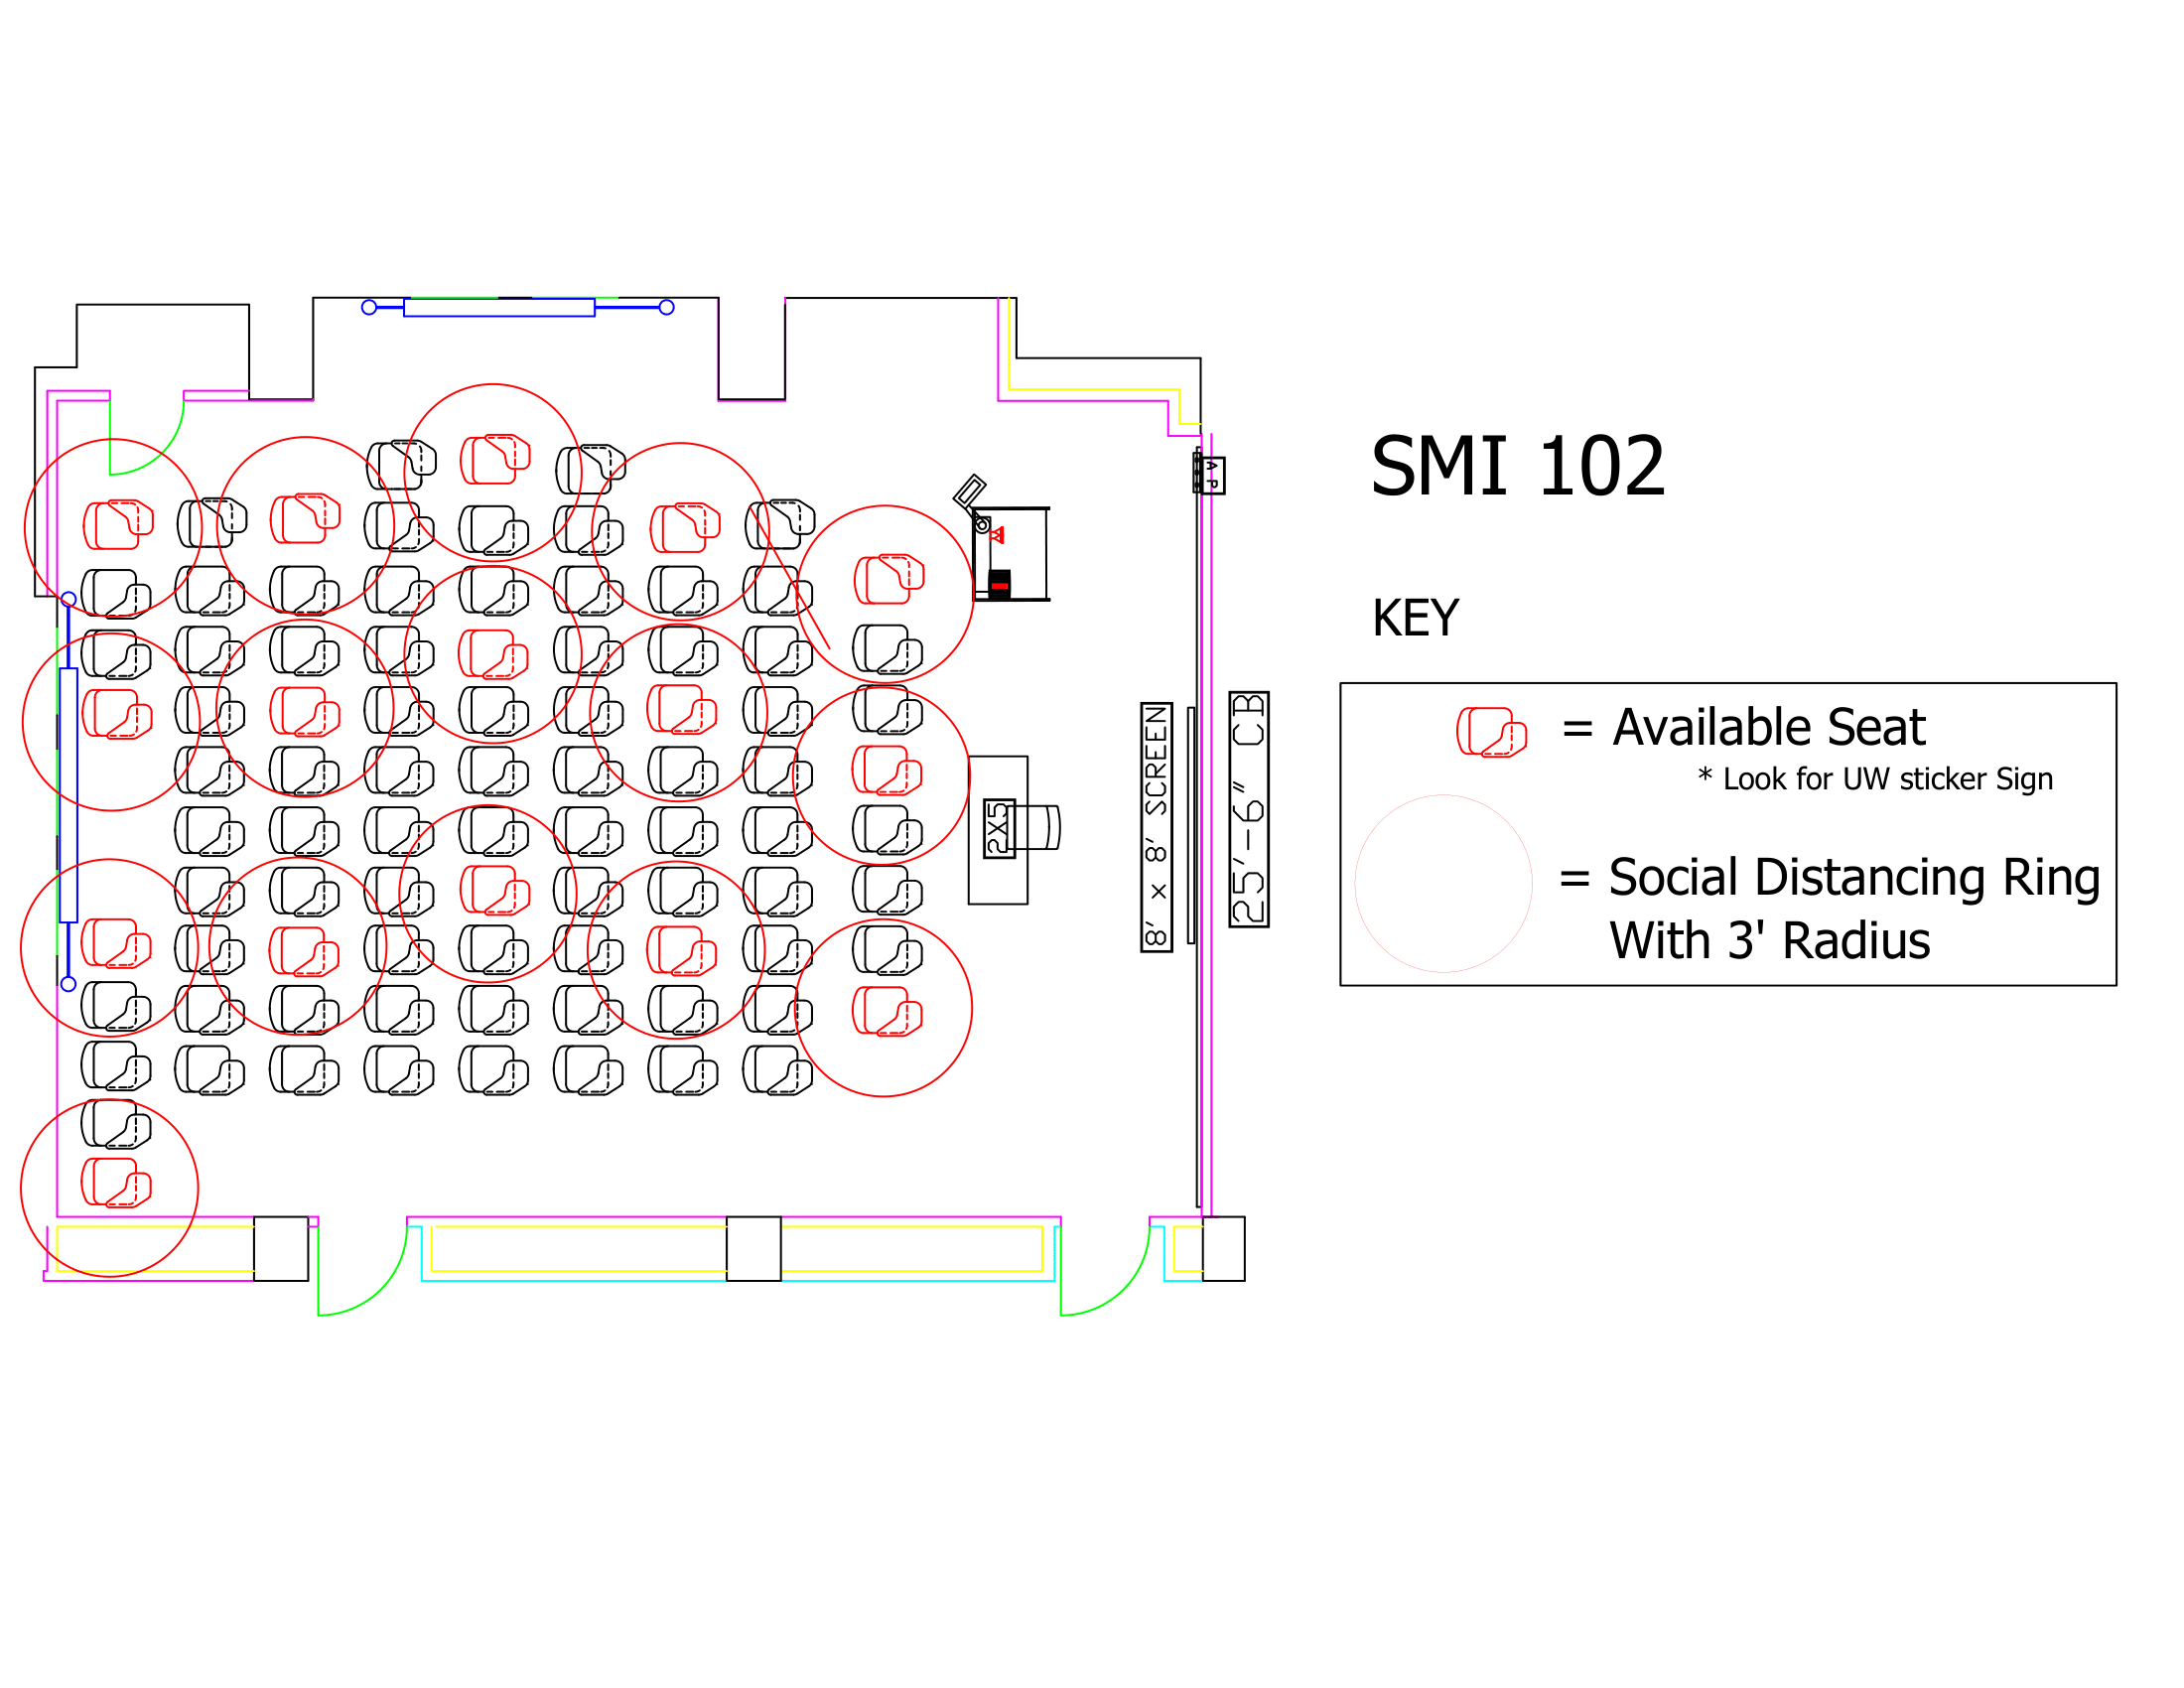 SMI 102
KEY
= Available Seat
* Look for UW sticker Sign
= Social Distancing Ring
With 3' Radius
A P
2X5
8' x 8' SCREEN
25'-6" CB